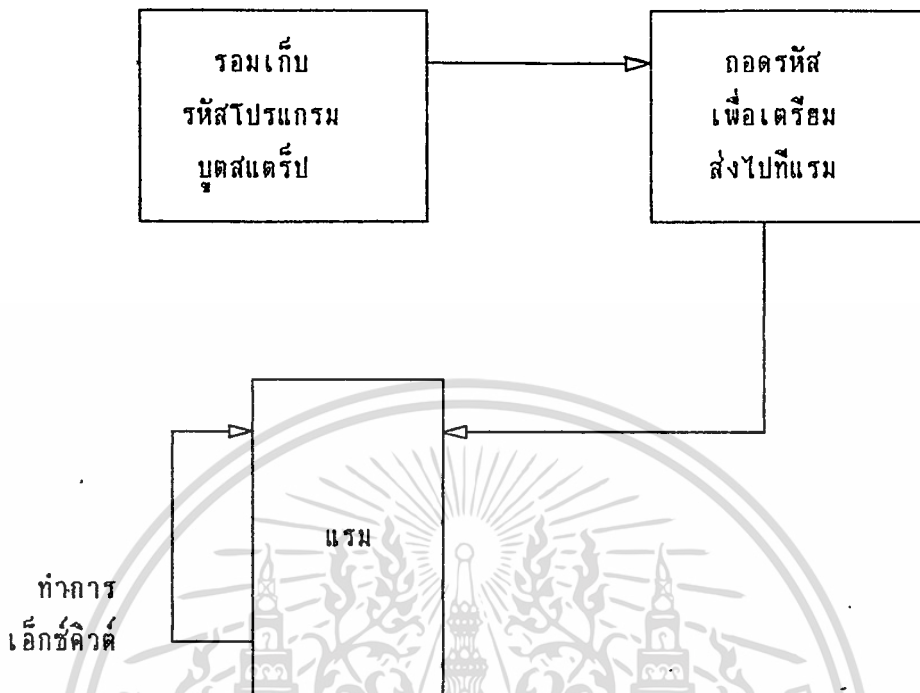 รอมเก็บ
รหัสโปรแกรม
บูตสแตร็ป
ถอดรหัส
เพื่อเตรียม
ส่งไปที่แรม
แรม
ทำการ
เอ็กซ์คิวต์